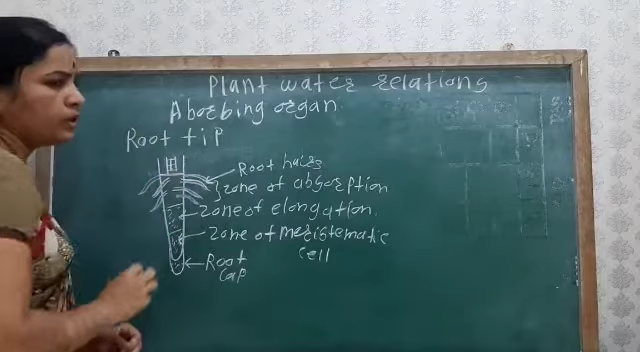 Plant water relations
Absorbing organ
Root tip
Root hairs
zone of absorption
zone of elongation
zone of meristematic
cell
Root
cap